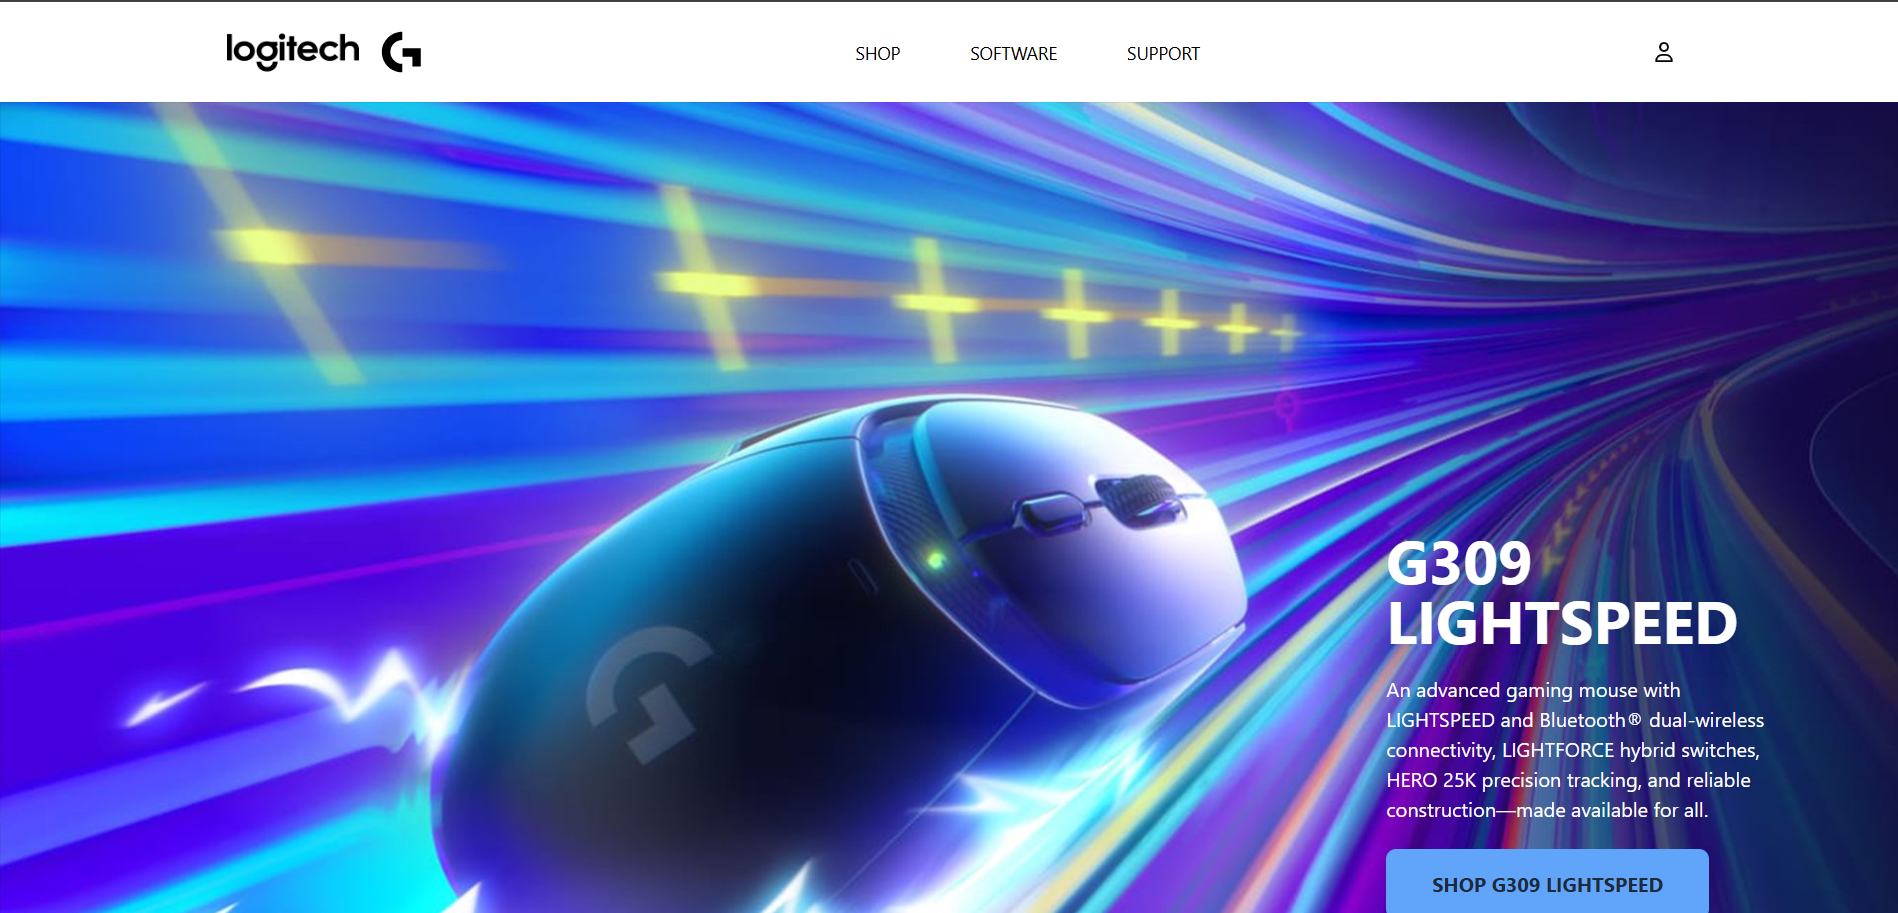 logitech G
SHOP SOFTWARE SUPPORT
G309
LIGHTSPEED
An advanced gaming mouse with
LIGHTSPEED and Bluetooth® dual-wireless
connectivity, LIGHTFORCE hybrid switches,
HERO 25K precision tracking, and reliable
construction—made available for all.
SHOP G309 LIGHTSPEED